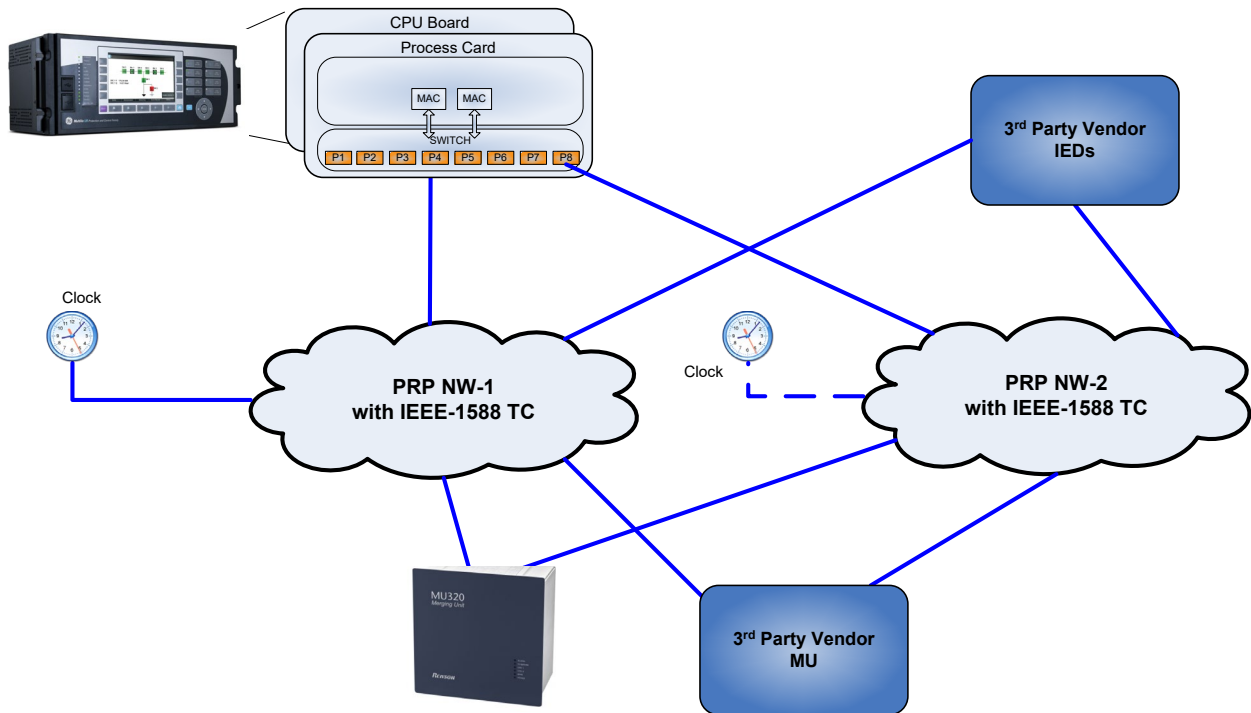 CPU Board
Process Card
MAC MAC
SWITCH
P1 P2 P3 P4 P5 P6 P7 P8
3rd Party Vendor
IEDs
Clock
Clock
PRP NW-1
with IEEE-1588 TC
PRP NW-2
with IEEE-1588 TC
MU320
Merging Unit
REASON
3rd Party Vendor
MU